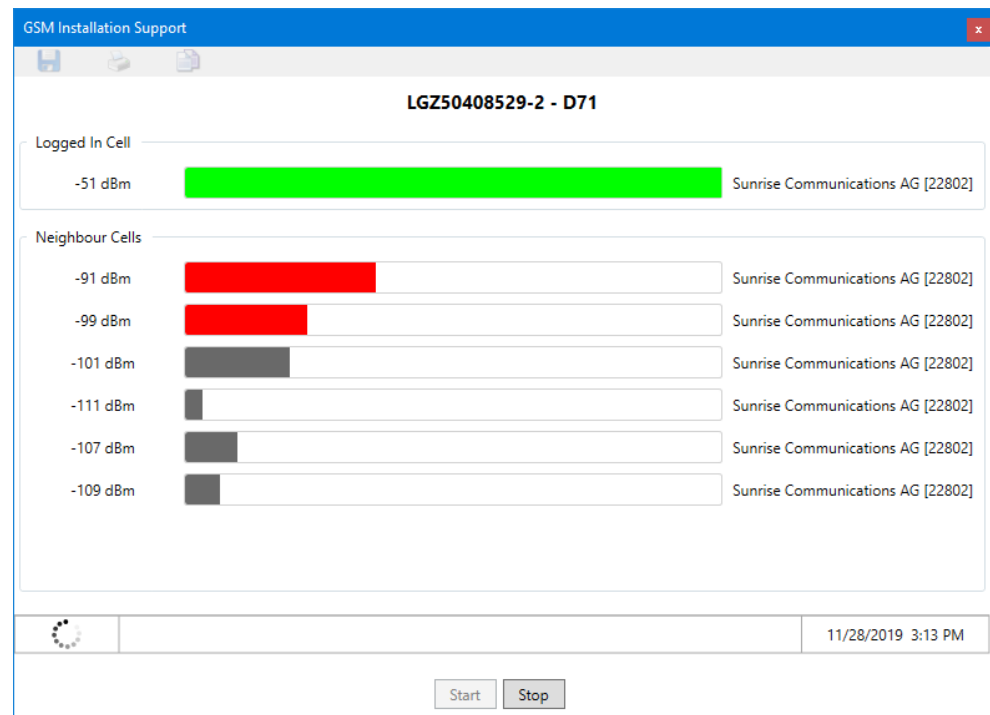 GSM Installation Support
x
LGZ50408529-2 - D71
Logged In Cell
-51 dBm Sunrise Communications AG [22802]
Neighbour Cells
-91 dBm Sunrise Communications AG [22802]
-99 dBm Sunrise Communications AG [22802]
-101 dBm Sunrise Communications AG [22802]
-111 dBm Sunrise Communications AG [22802]
-107 dBm Sunrise Communications AG [22802]
-109 dBm Sunrise Communications AG [22802]
11/28/2019 3:13 PM
Start Stop